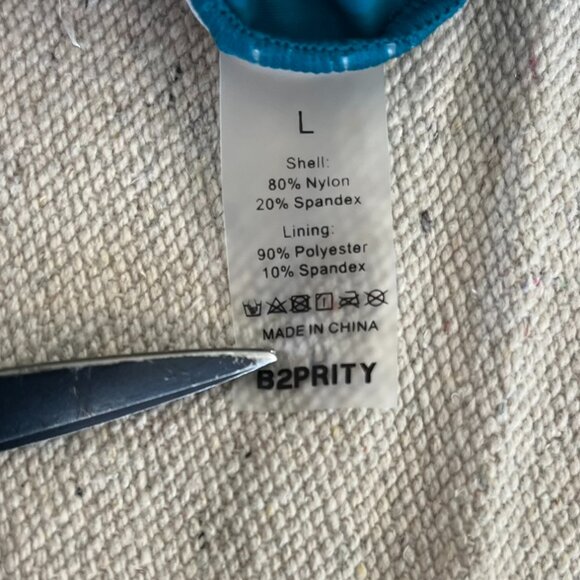 L
Shell:
80% Nylon
20% Spandex
Lining:
90% Polyester
10% Spandex
MADE IN CHINA
B2PRITY